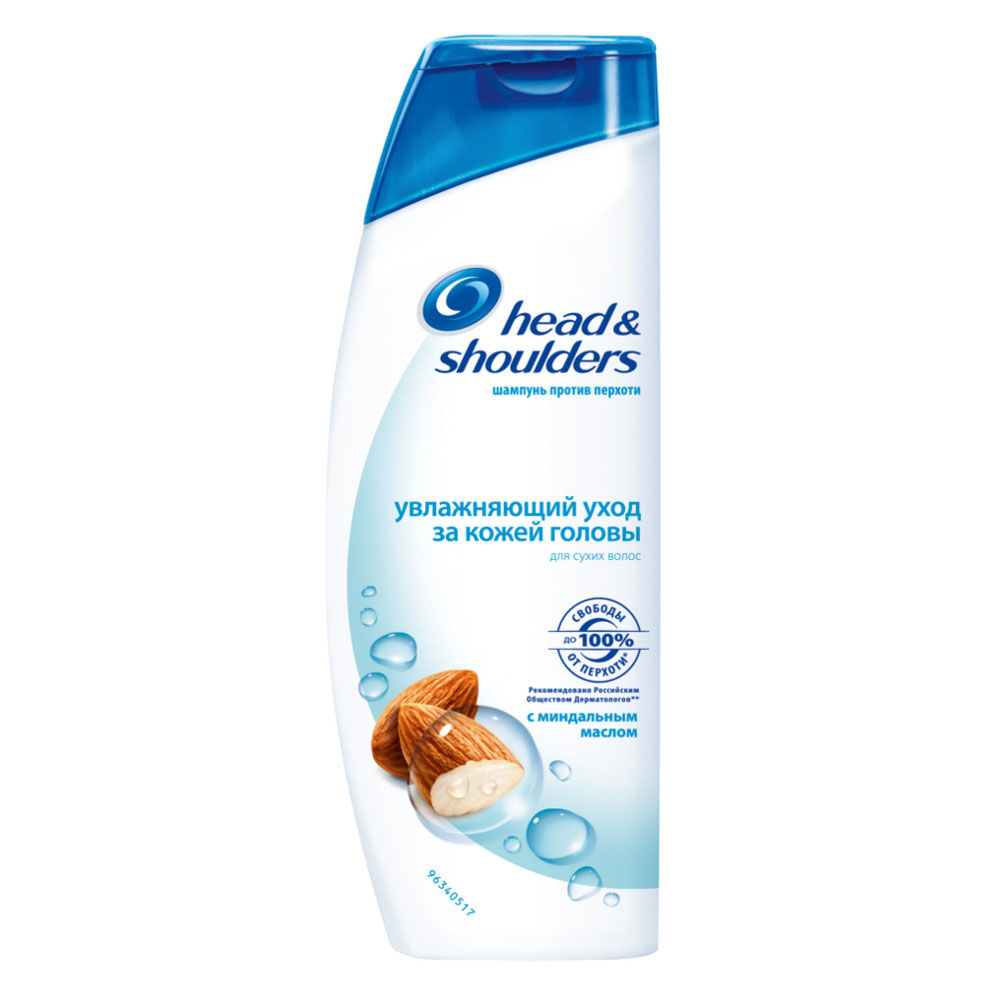 head &
shoulders
шампунь против перхоти
увлажняющий уход
за кожей головы
для сухих волос
СВОБОДЫ
ДО 100%
ОТ ПЕРХОТИ*
Рекомендовано Российским
Обществом Дерматологов**
с миндальным
маслом
96340517